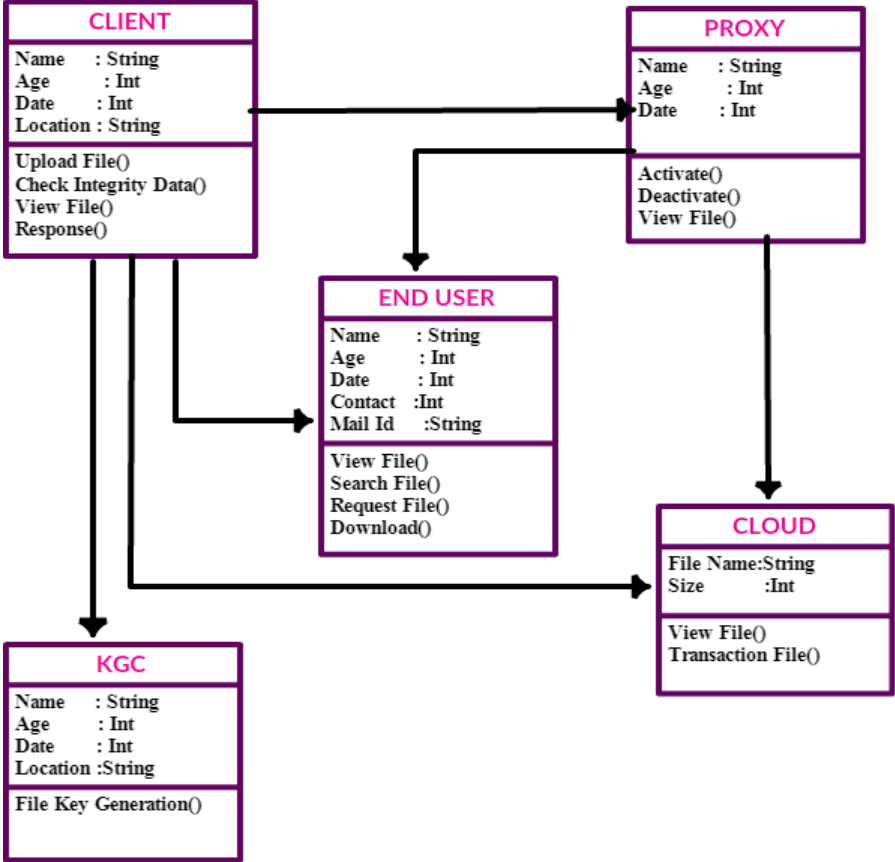 CLIENT
Name : String
Age : Int
Date : Int
Location : String
Upload File()
Check Integrity Data()
View File()
Response()
PROXY
Name : String
Age : Int
Date : Int
Activate()
Deactivate()
View File()
END USER
Name : String
Age : Int
Date : Int
Contact :Int
Mail Id :String
View File()
Search File()
Request File()
Download()
CLOUD
File Name:String
Size :Int
View File()
Transaction File()
KGC
Name : String
Age : Int
Date : Int
Location :String
File Key Generation()